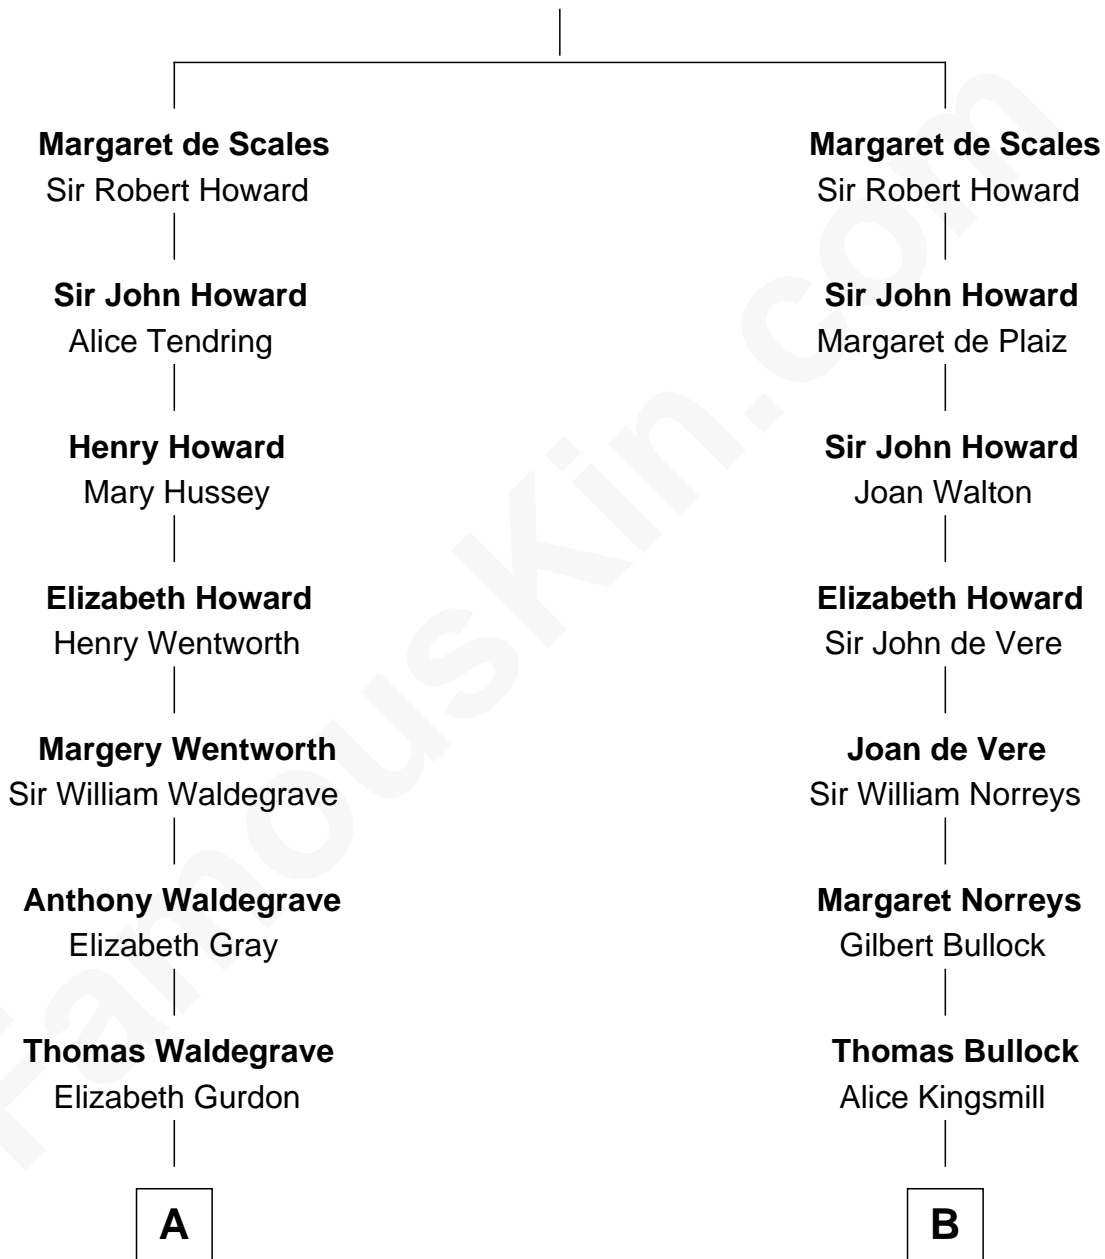 Margaret de Scales
Sir Robert Howard
Sir John Howard
Alice Tendring
Henry Howard
Mary Hussey
Elizabeth Howard
Henry Wentworth
Margery Wentworth
Sir William Waldegrave
Anthony Waldegrave
Elizabeth Gray
Thomas Waldegrave
Elizabeth Gurdon
A
Margaret de Scales
Sir Robert Howard
Sir John Howard
Margaret de Plaiz
Sir John Howard
Joan Walton
Elizabeth Howard
Sir John de Vere
Joan de Vere
Sir William Norreys
Margaret Norreys
Gilbert Bullock
Thomas Bullock
Alice Kingsmill
B
FamousKin.com